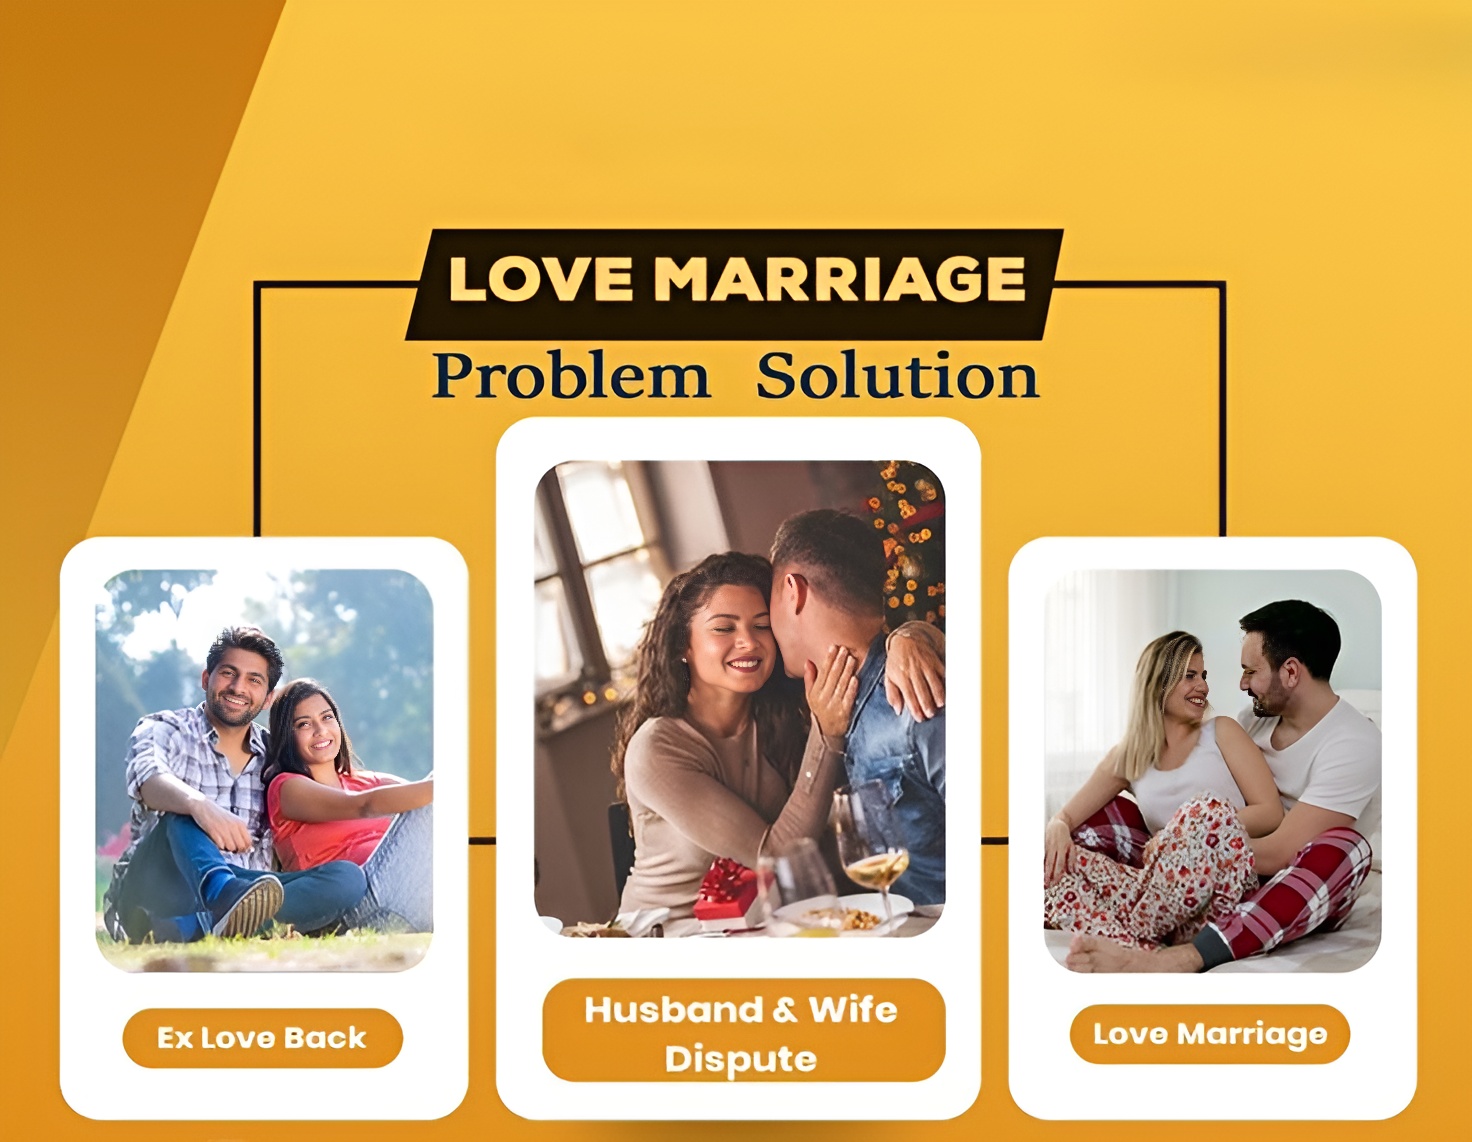 LOVE MARRIAGE
Problem Solution
Ex Love Back
Husband & Wife
Dispute
Love Marriage